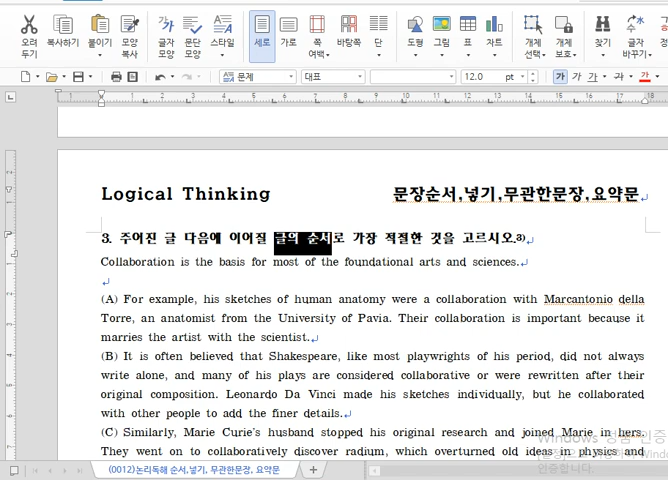 오려 두기
복사하기
붙이기
모양 복사
글자 모양
문단 모양
스타일
세로
가로
쪽 여백
바탕쪽
단
도형
그림
표
차트
개체 선택
개체 보호
찾기
글자 바꾸기
문제
대표
12.0 pt
가 가 가 가 가
Logical Thinking 문장순서,넣기,무관한문장,요약문
3. 주어진 글 다음에 이어질 글의 순서로 가장 적절한 것을 고르시오.3)
Collaboration is the basis for most of the foundational arts and sciences.
(A) For example, his sketches of human anatomy were a collaboration with Marcantonio della
Torre, an anatomist from the University of Pavia. Their collaboration is important because it
marries the artist with the scientist.
(B) It is often believed that Shakespeare, like most playwrights of his period, did not always
write alone, and many of his plays are considered collaborative or were rewritten after their
original composition. Leonardo Da Vinci made his sketches individually, but he collaborated
with other people to add the finer details.
(C) Similarly, Marie Curie's husband stopped his original research and joined Marie in hers.
They went on to collaboratively discover radium, which overturned old ideas in physics and
Windows 정품 인증
인증합니다.
(0012)논리독해 순서,넣기, 무관한문장, 요약문